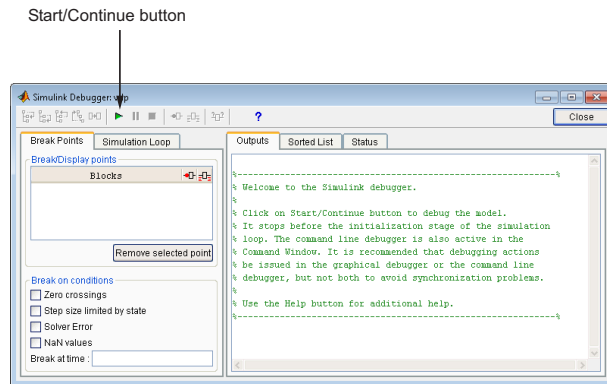 Start/Continue button
Simulink Debugger: vdp
Close
Break Points Simulation Loop
Outputs Sorted List Status
Break/Display points
Blocks
Remove selected point
Break on conditions
Zero crossings
Step size limited by state
Solver Error
NaN values
Break at time :
%----------------------------------------------------------------%
% Welcome to the Simulink debugger.
%
% Click on Start/Continue button to debug the model.
% It stops before the initialization stage of the simulation
% loop. The command line debugger is also active in the
% Command Window. It is recommended that debugging actions
% be issued in the graphical debugger or the command line
% debugger, but not both to avoid synchronization problems.
%
% Use the Help button for additional help.
%----------------------------------------------------------------%